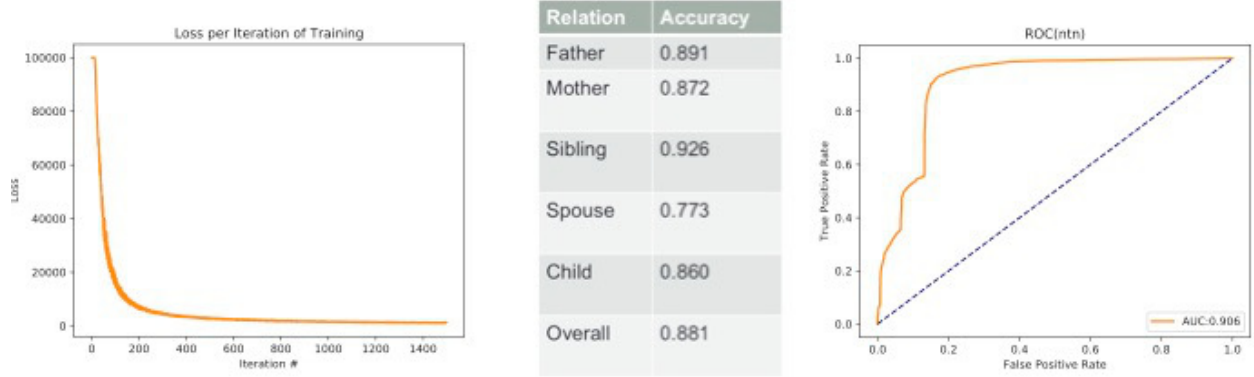 Loss per Iteration of Training
100000
80000
60000
40000
20000
0
Loss
0 200 400 600 800 1000 1200 1400
Iteration #
Relation Accuracy
Father 0.891
Mother 0.872
Sibling 0.926
Spouse 0.773
Child 0.860
Overall 0.881
ROC(ntn)
1.0
0.8
0.6
0.4
0.2
0.0
True Positive Rate
AUC:0.906
0.0 0.2 0.4 0.6 0.8 1.0
False Positive Rate